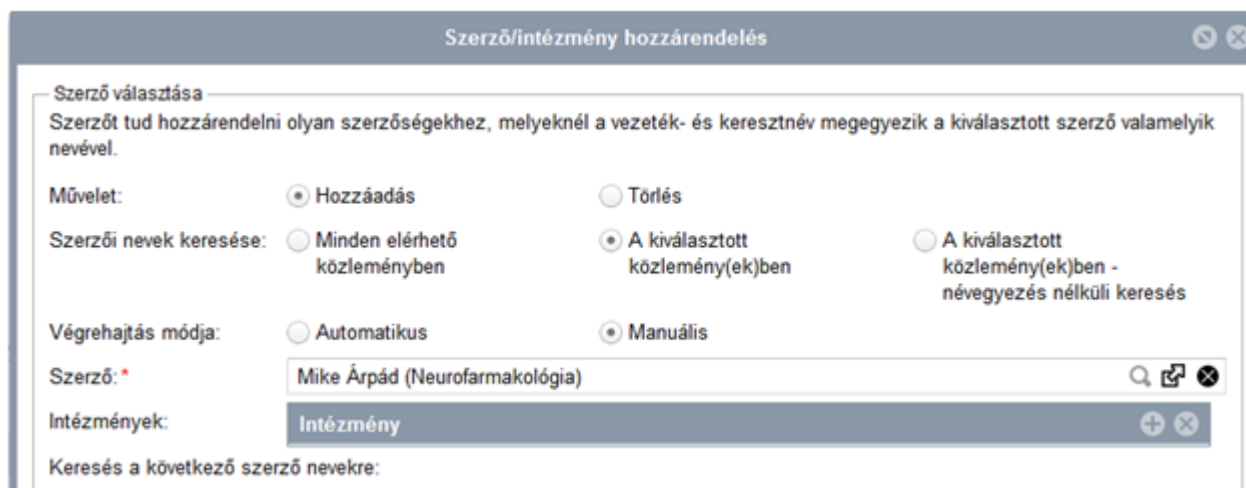 Szerző/intézmény hozzárendelés
Szerző választása
Szerzőt tud hozzárendelni olyan szerzőségekhez, melyeknél a vezeték- és keresztnév megegyezik a kiválasztott szerző valamelyik
nevével.
Művelet: Hozzáadás Törlés
Szerzői nevek keresése: Minden elérhető
közleményben
A kiválasztott
közlemény(ek)ben
A kiválasztott
közlemény(ek)ben -
névegyezés nélküli keresés
Végrehajtás módja: Automatikus Manuális
Szerző:* Mike Árpád (Neurofarmakológia)
Intézmények: Intézmény
Keresés a következő szerző nevekre: